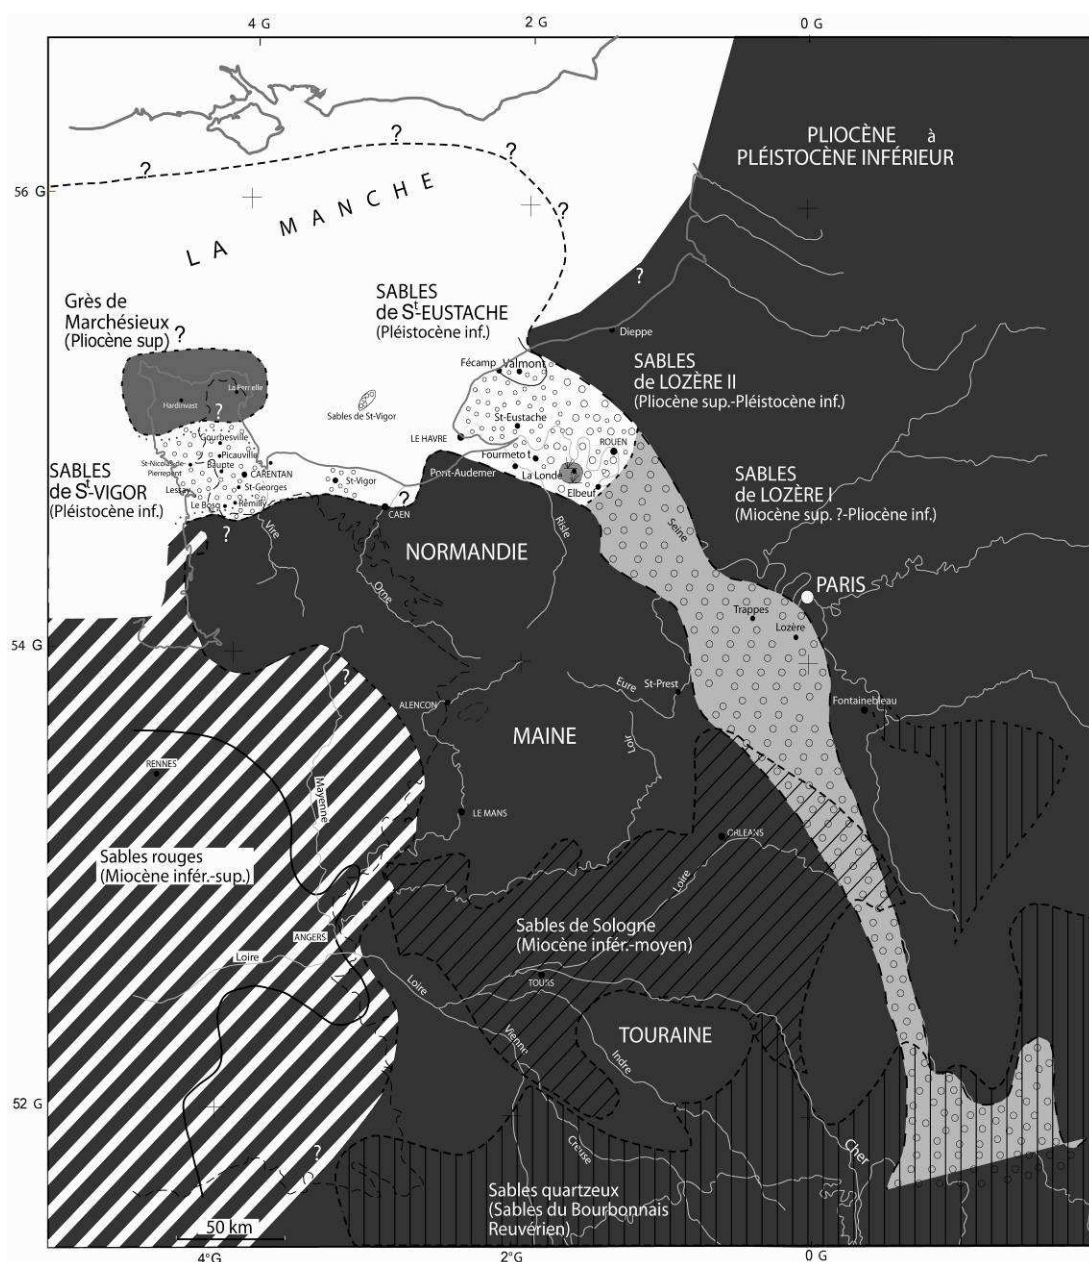 4 G
2 G
0 G
PLIOCÈNE à
PLÉISTOCÈNE INFÉRIEUR
?
?
?
?
56 G
LA MANCHE
?
Grès de
Marchésieux ?
(Pliocène sup)
SABLES
de St-EUSTACHE
(Pléistocène inf.)
Dieppe
Fécamp
Valmont
SABLES
de LOZÈRE II
(Pliocène sup.-Pléistocène inf.)
Hardinvast
?
Sables de St-Vigor
St-Eustache
LE HAVRE
ROUEN
Gourbesville
Picauville
St-Nicolas-de-
Pierrepont
Baupte
CARENTAN
Fourmetot
Pont-Audemer
La Londe
Elbeuf
SABLES
de St-VIGOR
(Pléistocène inf.)
Lessay
St-Georges
Le Bosq
Rémilly
St-Vigor
?
CAEN
SABLES
de LOZÈRE I
(Miocène sup. ?-Pliocène inf.)
?
Vire
NORMANDIE
Risle
Seine
Orne
PARIS
Trappes
Lozère
54 G
?
Eure
St-Prest
ALENCON
Fontainebleau
MAINE
Loir
RENNES
Mayenne
LE MANS
ORLEANS
Sables rouges
(Miocène infér.-sup.)
Loire
Sables de Sologne
(Miocène infér.-moyen)
ANGERS
Loire
Loire
TOURS
TOURAINE
Vienne
Indre
52 G
Creuse
Cher
?
Sables quartzeux
(Sables du Bourbonnais
Reuvérien)
50 km
4°G
2°G
0 G